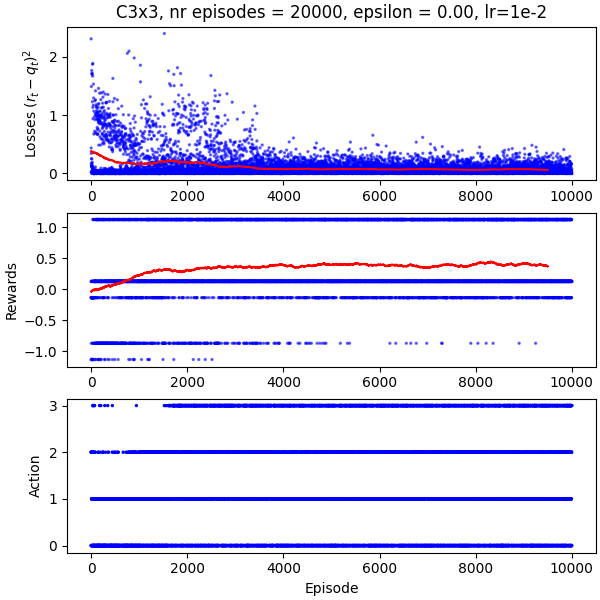 C3x3, nr episodes = 20000, epsilon = 0.00, lr=1e-2
Losses $(r_t - q_t)^2$
2
1
0
0 2000 4000 6000 8000 10000
Rewards
1.0
0.5
0.0
−0.5
−1.0
0 2000 4000 6000 8000 10000
Action
3
2
1
0
0 2000 4000 6000 8000 10000
Episode